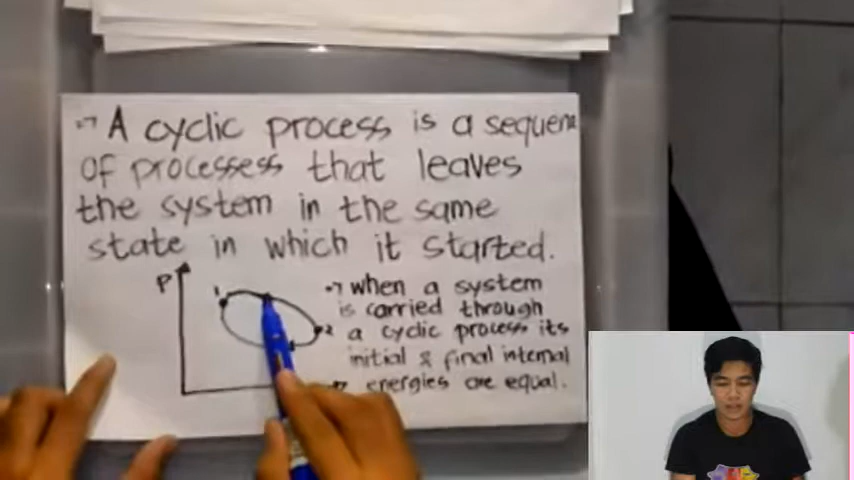 A cyclic process is a sequen
of processess that leaves
the system in the same
state in which it started.
P
1
2
when a system
is carried through
a cyclic process its
initial & final internal
energies are equal.